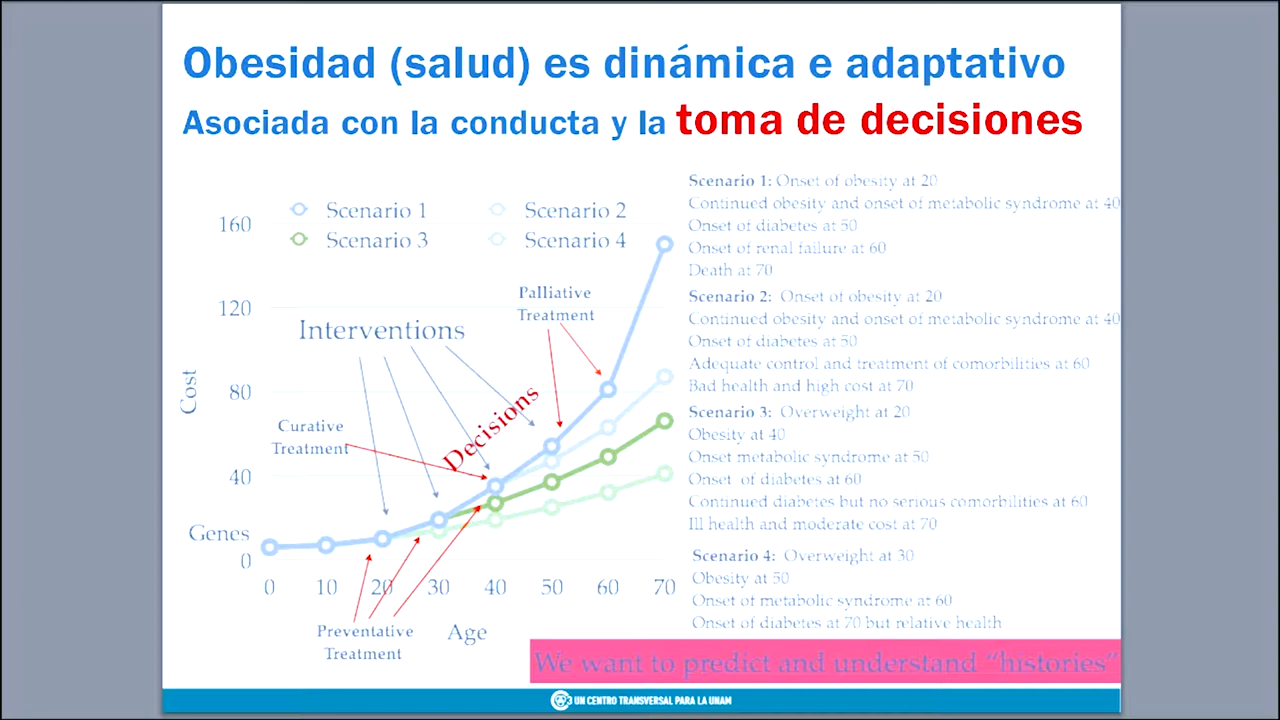 Obesidad (salud) es dinámica e adaptativo
Asociada con la conducta y la toma de decisiones
Scenario 1
Scenario 2
Scenario 3
Scenario 4
160
120
80
40
0
Cost
Genes
Interventions
Palliative
Treatment
Curative
Treatment
Decisions
0 10 20 30 40 50 60 70
Preventative
Treatment
Age
Scenario 1: Onset of obesity at 20
Continued obesity and onset of metabolic syndrome at 40
Onset of diabetes at 50
Onset of renal failure at 60
Death at 70
Scenario 2: Onset of obesity at 20
Continued obesity and onset of metabolic syndrome at 40
Onset of diabetes at 50
Adequate control and treatment of comorbilities at 60
Bad health and high cost at 70
Scenario 3: Overweight at 20
Obesity at 40
Onset metabolic syndrome at 50
Onset of diabetes at 60
Continued diabetes but no serious comorbilities at 60
Ill health and moderate cost at 70
Scenario 4: Overweight at 30
Obesity at 50
Onset of metabolic syndrome at 60
Onset of diabetes at 70 but relative health
We want to predict and understand “histories”
C3 UN CENTRO TRANSVERSAL PARA LA UNAM